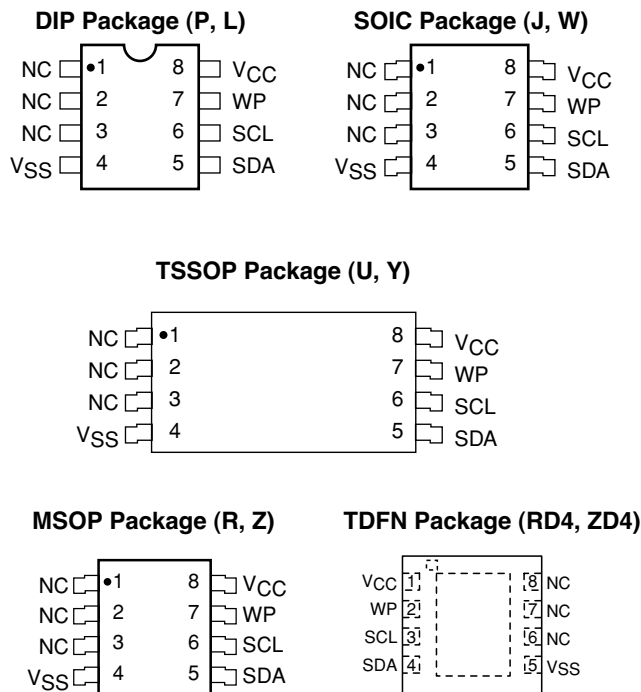 DIP Package (P, L)
NC •1 8 VCC
NC 2 7 WP
NC 3 6 SCL
VSS 4 5 SDA
SOIC Package (J, W)
NC •1 8 VCC
NC 2 7 WP
NC 3 6 SCL
VSS 4 5 SDA
TSSOP Package (U, Y)
NC •1 8 VCC
NC 2 7 WP
NC 3 6 SCL
VSS 4 5 SDA
MSOP Package (R, Z)
NC •1 8 VCC
NC 2 7 WP
NC 3 6 SCL
VSS 4 5 SDA
TDFN Package (RD4, ZD4)
VCC 1 8 NC
WP 2 7 NC
SCL 3 6 NC
SDA 4 5 VSS